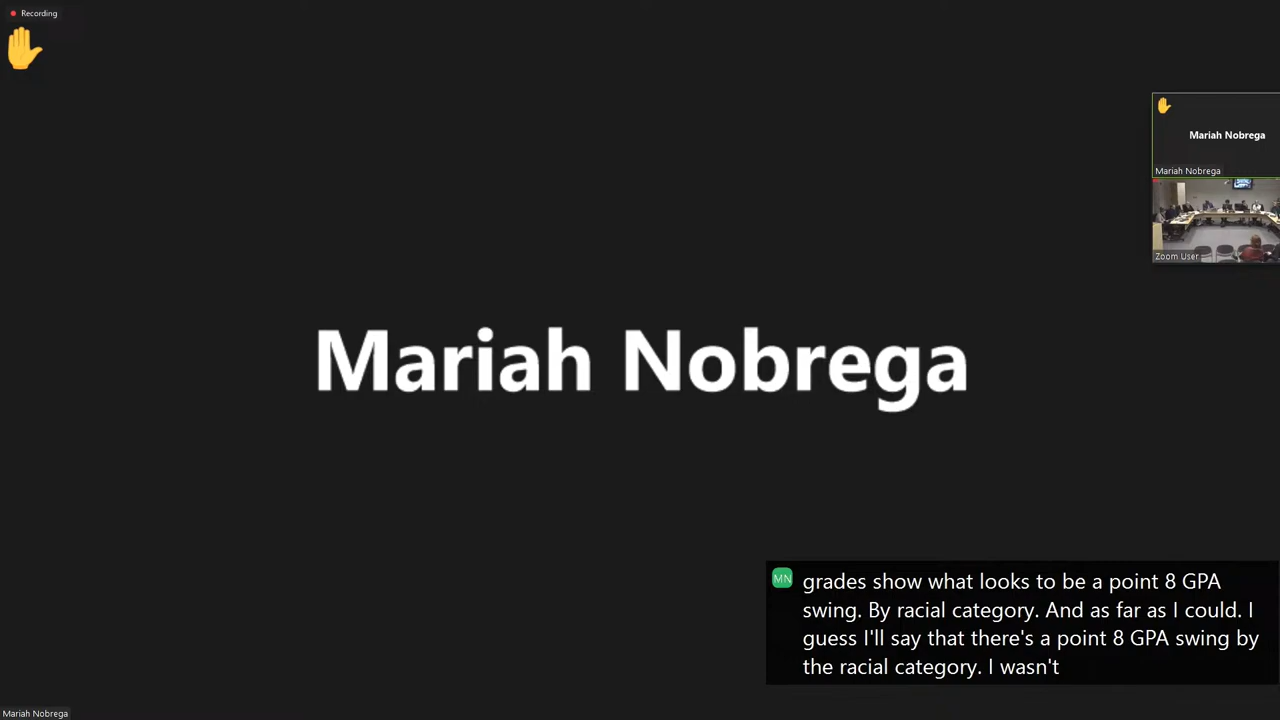 Recording
Mariah Nobrega
Mariah Nobrega
Zoom User
Mariah Nobrega
MN
grades show what looks to be a point 8 GPA
swing. By racial category. And as far as I could. I
guess I'll say that there's a point 8 GPA swing by
the racial category. I wasn't
Mariah Nobrega